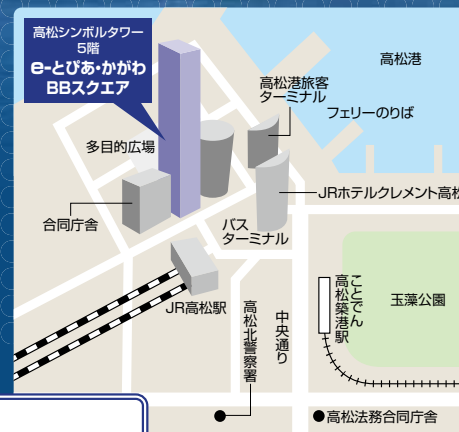 高松シンボルタワー
5階
e-とぴあ・かがわ
BBスクエア
高松港
高松港旅客
ターミナル
フェリーのりば
多目的広場
JRホテルクレメント高松
合同庁舎
バス
ターミナル
JR高松駅
高松北警察署
中央通り
ことでん
高松築港駅
玉藻公園
高松法務合同庁舎